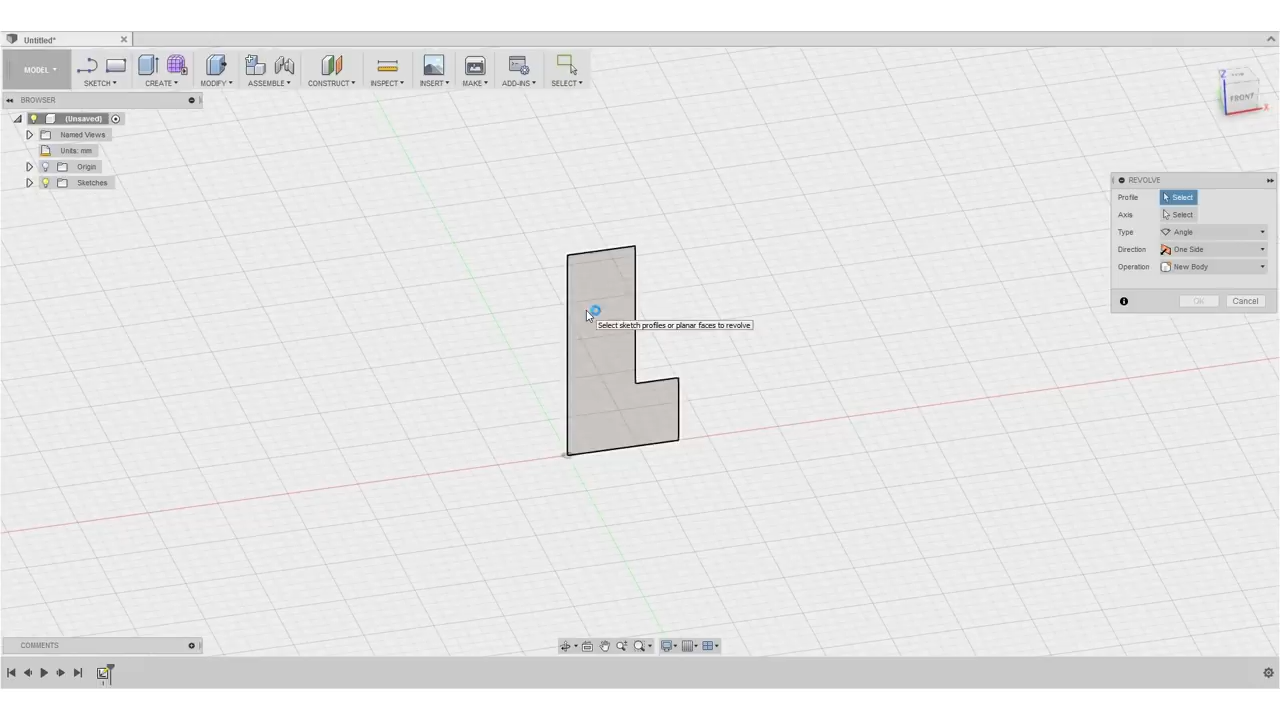 Untitled*
MODEL
SKETCH
CREATE
MODIFY
ASSEMBLE
CONSTRUCT
INSPECT
INSERT
MAKE
ADD-INS
SELECT
BROWSER
(Unsaved)
Named Views
Units: mm
Origin
Sketches
Z
FRONT
X
REVOLVE
Profile Select
Axis Select
Type Angle
Direction One Side
Operation New Body
OK Cancel
Select sketch profiles or planar faces to revolve
COMMENTS